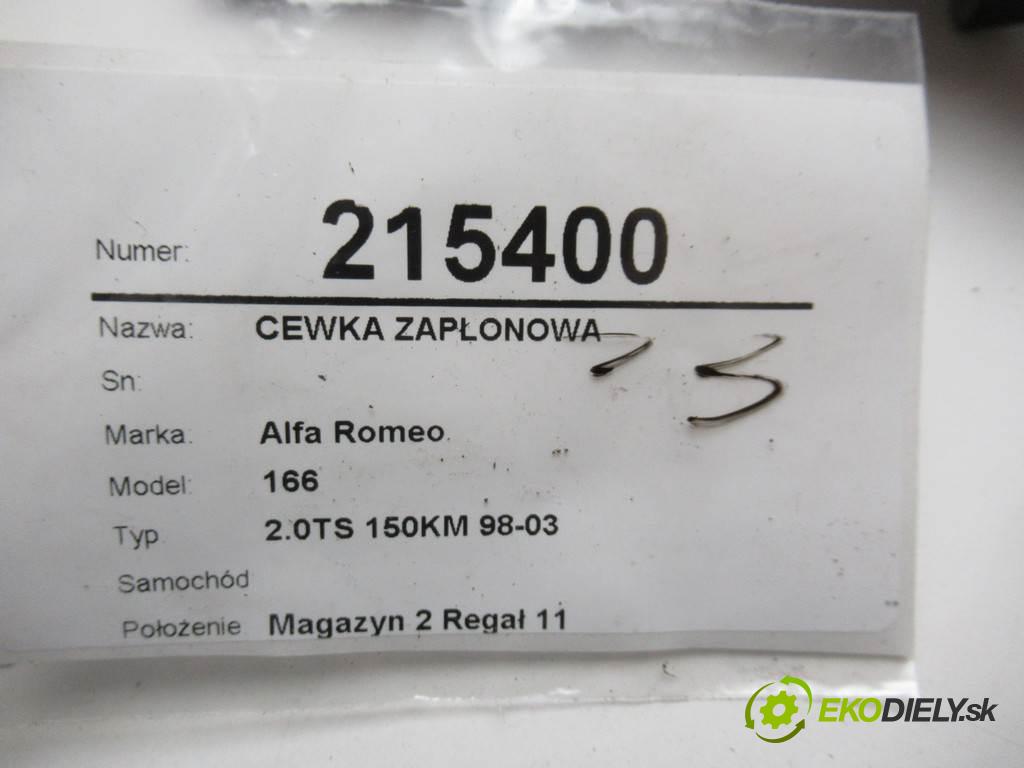 Numer: 215400
Nazwa: CEWKA ZAPŁONOWA
3
Sn:
Marka: Alfa Romeo
Model: 166
Typ 2.0TS 150KM 98-03
Samochód
Położenie Magazyn 2 Regał 11
EKODIELY.sk